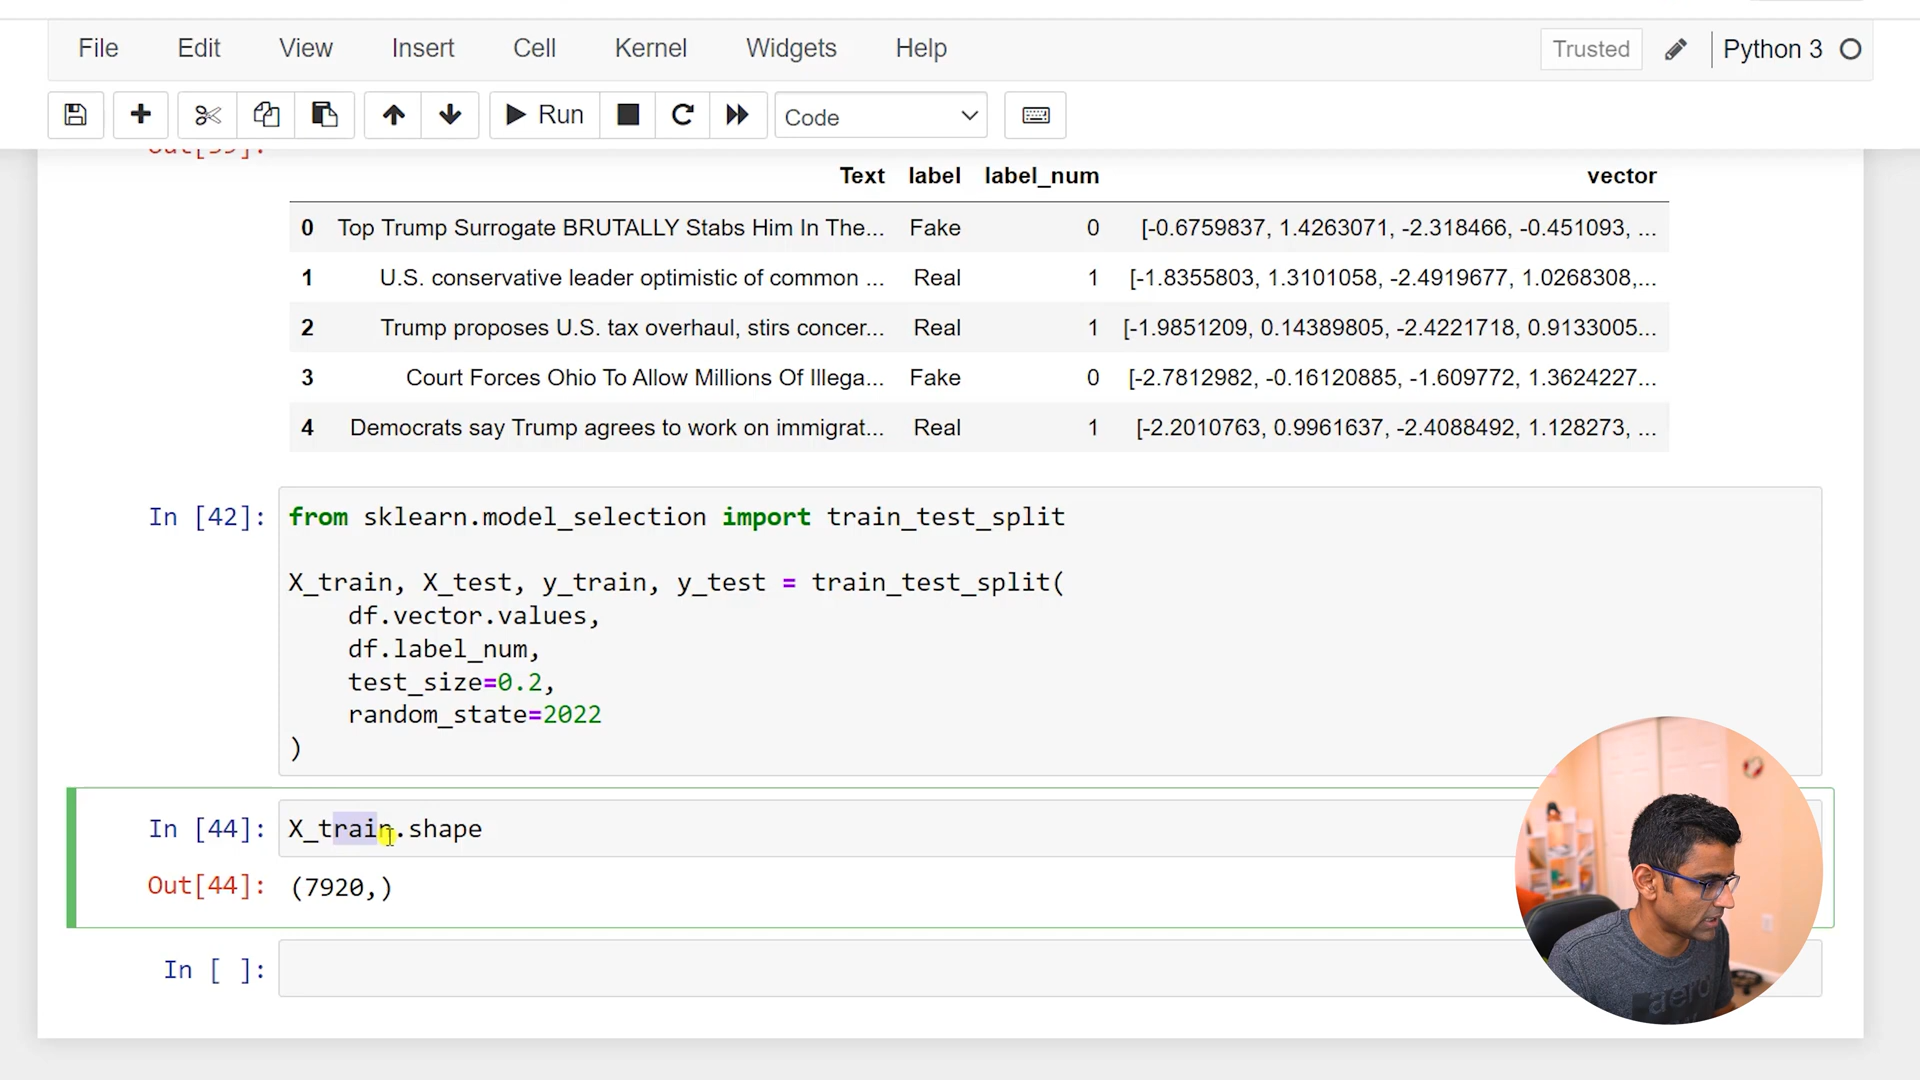 File Edit View Insert Cell Kernel Widgets Help Trusted Python 3
Run Code
Text label label_num vector
0 Top Trump Surrogate BRUTALLY Stabs Him In The... Fake 0 [-0.6759837, 1.4263071, -2.318466, -0.451093, ...
1 U.S. conservative leader optimistic of common ... Real 1 [-1.8355803, 1.3101058, -2.4919677, 1.0268308,...
2 Trump proposes U.S. tax overhaul, stirs concer... Real 1 [-1.9851209, 0.14389805, -2.4221718, 0.9133005...
3 Court Forces Ohio To Allow Millions Of Illega... Fake 0 [-2.7812982, -0.16120885, -1.609772, 1.3624227...
4 Democrats say Trump agrees to work on immigrat... Real 1 [-2.2010763, 0.9961637, -2.4088492, 1.128273, ...
In [42]: from sklearn.model_selection import train_test_split
X_train, X_test, y_train, y_test = train_test_split(
df.vector.values,
df.label_num,
test_size=0.2,
random_state=2022
)
In [44]: X_train.shape
Out[44]: (7920,)
In [ ]: